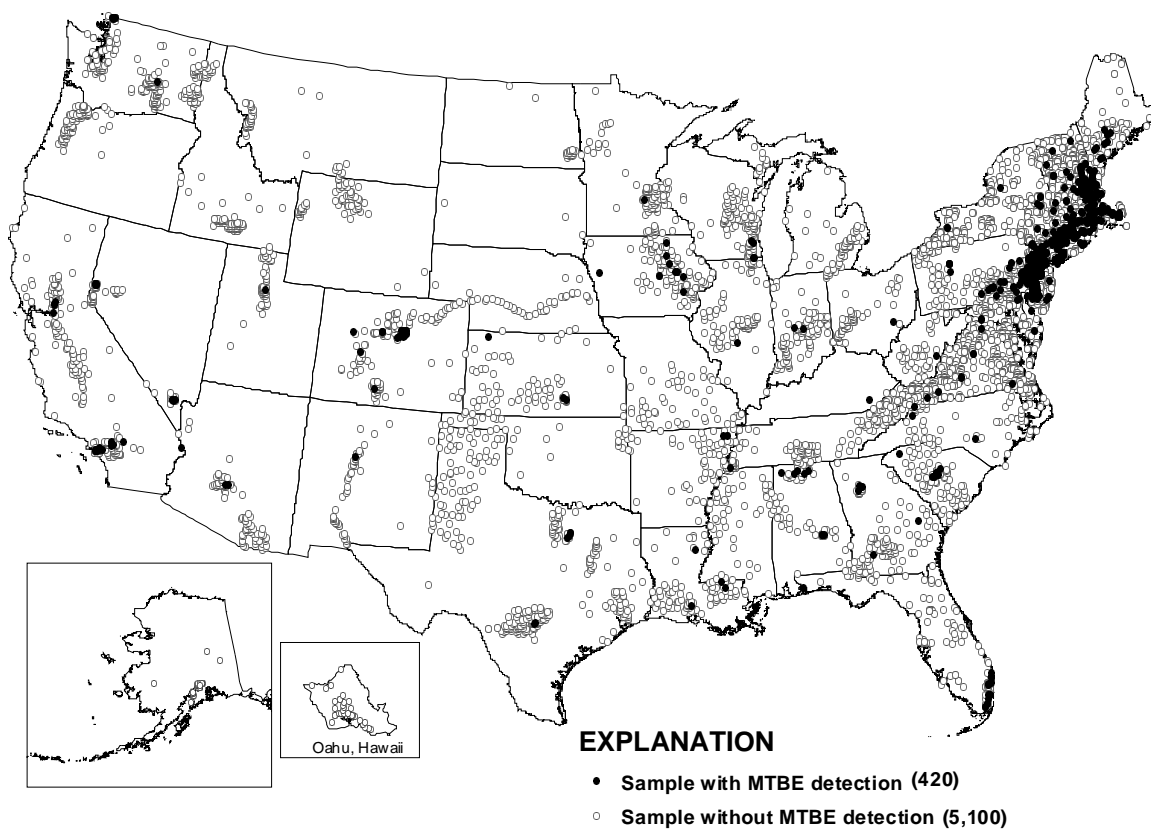 Oahu, Hawaii
EXPLANATION
Sample with MTBE detection (420)
Sample without MTBE detection (5,100)